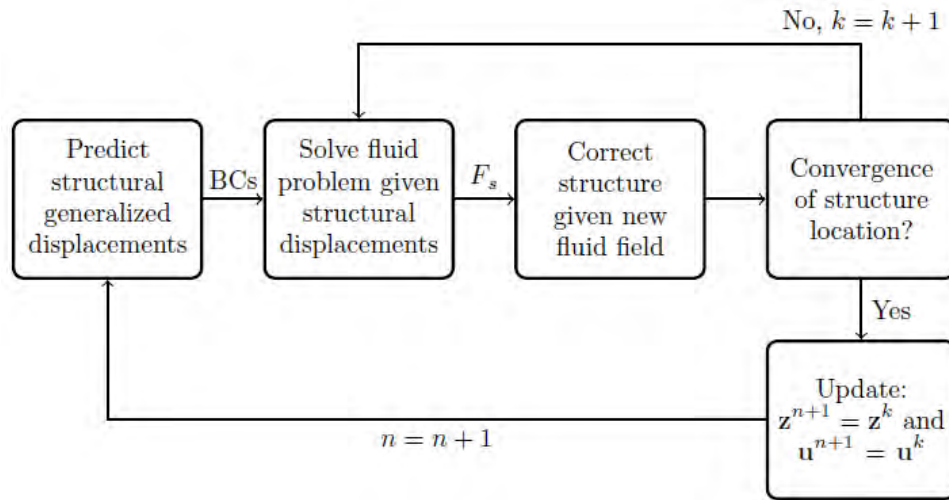 No, k = k + 1
Predict
structural
generalized
displacements
BCs
Solve fluid
problem given
structural
displacements
F_s
Correct
structure
given new
fluid field
Convergence
of structure
location?
Yes
Update:
z^{n+1} = z^k and
u^{n+1} = u^k
n = n + 1